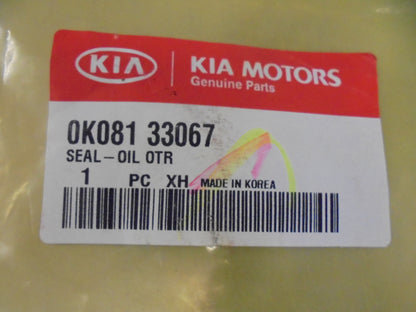 KIA KIA MOTORS
Genuine Parts
0K081 33067
SEAL-OIL OTR
1 PC XH MADE IN KOREA